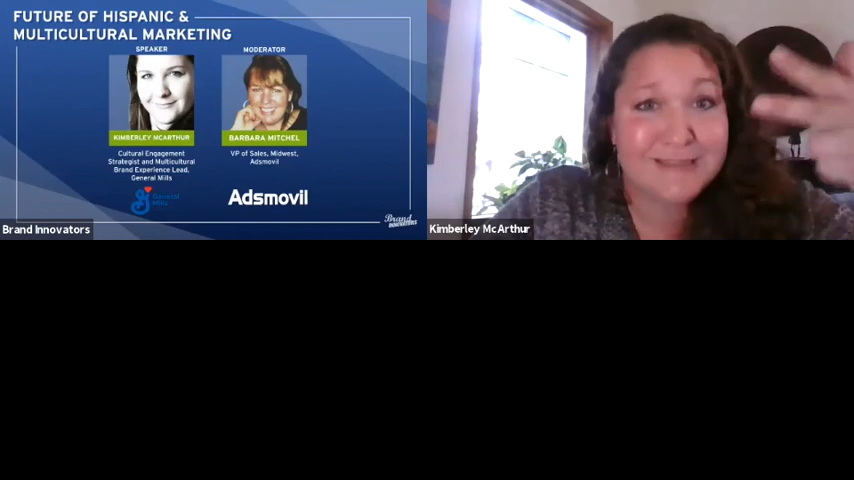 FUTURE OF HISPANIC &
MULTICULTURAL MARKETING
SPEAKER
KIMBERLEY MCARTHUR
Cultural Engagement
Strategist and Multicultural
Brand Experience Lead,
General Mills
General
Mills
MODERATOR
BARBARA MITCHEL
VP of Sales, Midwest,
Adsmovil
Adsmovil
Brand
INNOVATORS
Brand Innovators
Kimberley McArthur